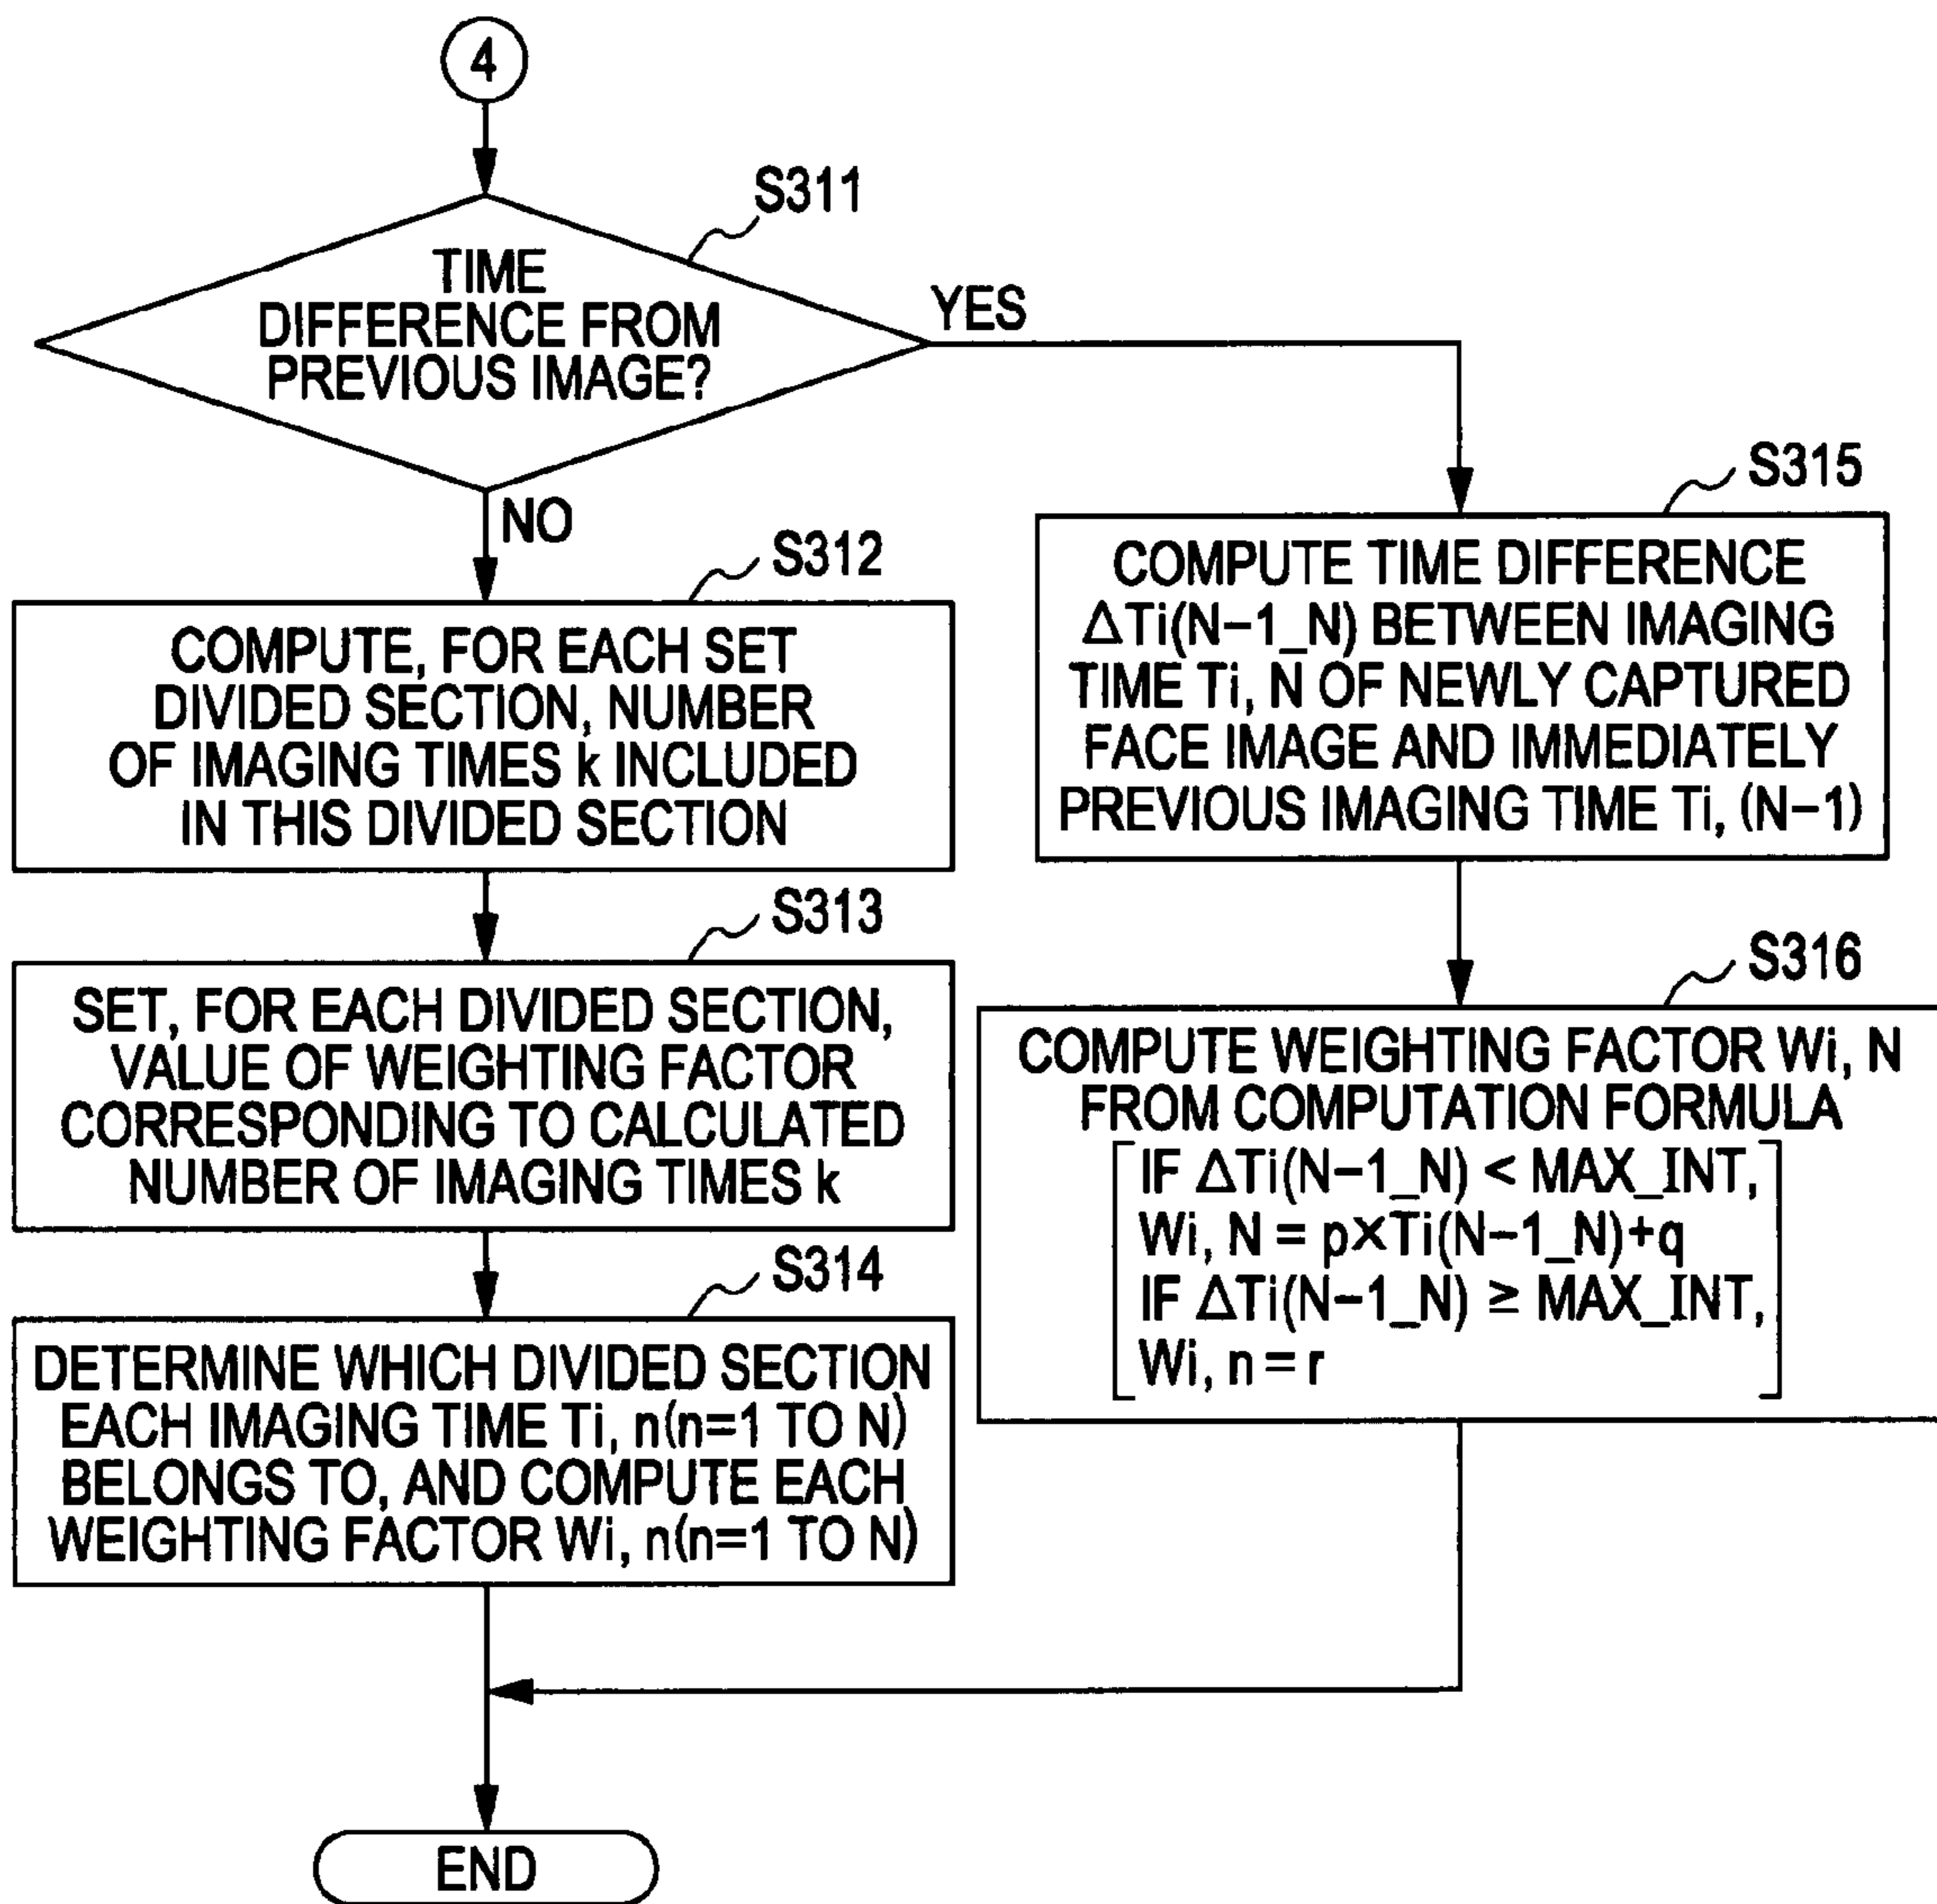 4
S311
TIME
DIFFERENCE FROM
PREVIOUS IMAGE?
YES
NO
S312
COMPUTE, FOR EACH SET
DIVIDED SECTION, NUMBER
OF IMAGING TIMES k INCLUDED
IN THIS DIVIDED SECTION
S313
SET, FOR EACH DIVIDED SECTION,
VALUE OF WEIGHTING FACTOR
CORRESPONDING TO CALCULATED
NUMBER OF IMAGING TIMES k
S314
DETERMINE WHICH DIVIDED SECTION
EACH IMAGING TIME Ti, n(n=1 TO N)
BELONGS TO, AND COMPUTE EACH
WEIGHTING FACTOR Wi, n(n=1 TO N)
S315
COMPUTE TIME DIFFERENCE
ΔTi(N−1_N) BETWEEN IMAGING
TIME Ti, N OF NEWLY CAPTURED
FACE IMAGE AND IMMEDIATELY
PREVIOUS IMAGING TIME Ti, (N−1)
S316
COMPUTE WEIGHTING FACTOR Wi, N
FROM COMPUTATION FORMULA
IF ΔTi(N−1_N) < MAX_INT,
Wi, N = p×Ti(N−1_N)+q
IF ΔTi(N−1_N) ≥ MAX_INT,
Wi, n = r
END